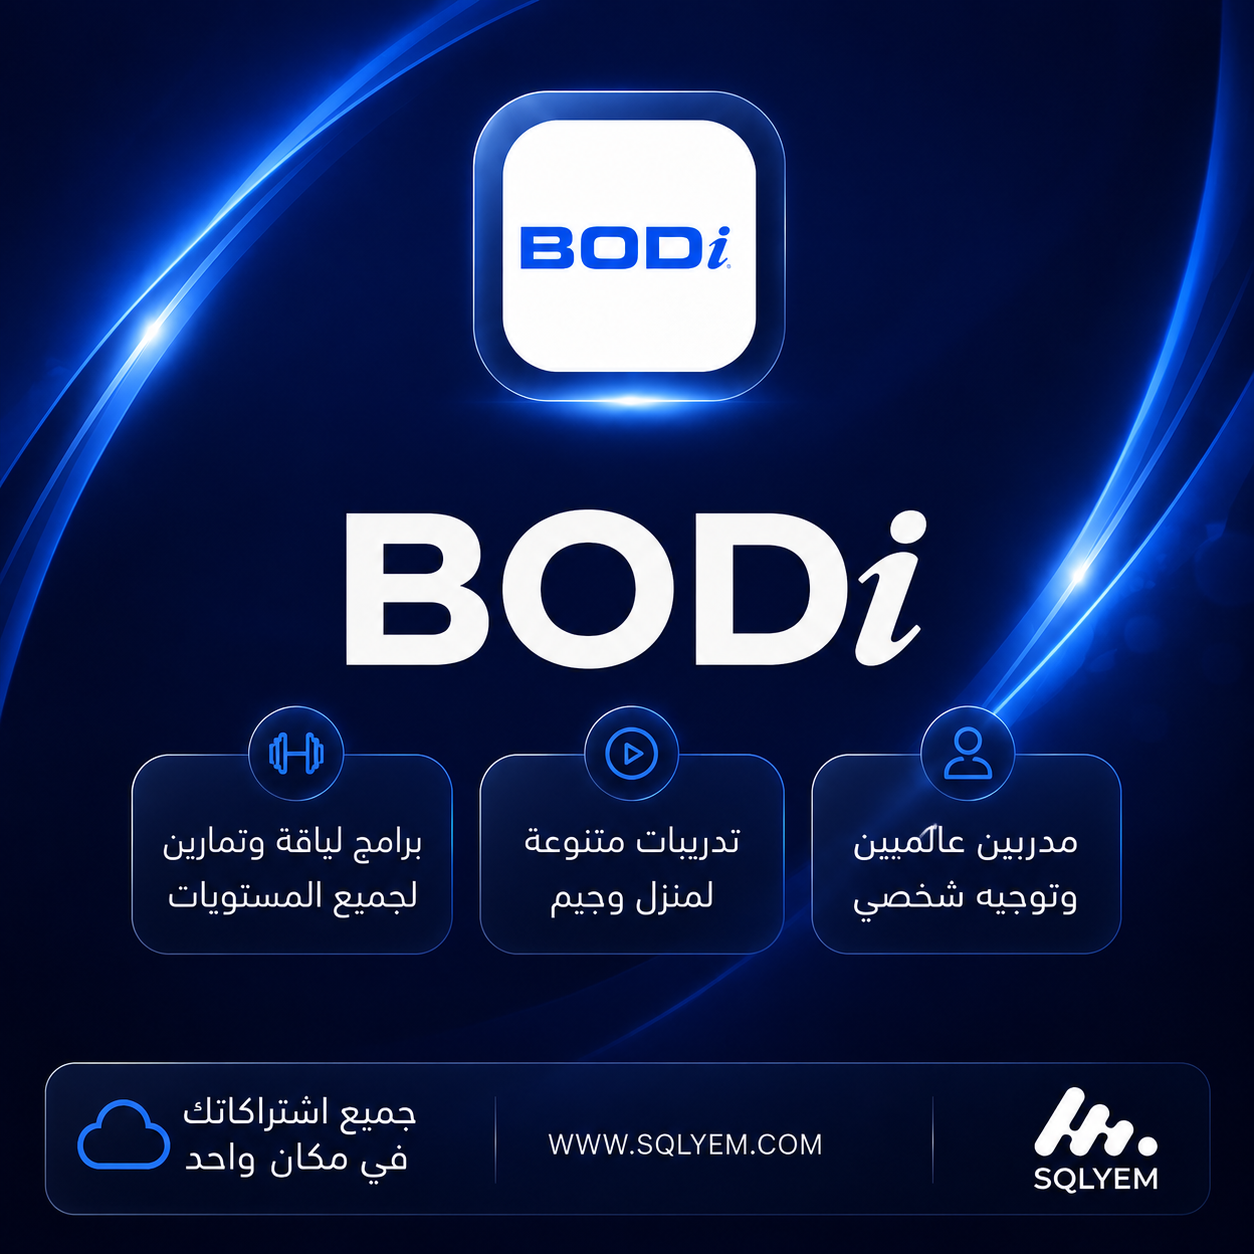 BODi
BODi
مدربين عالميين
وتوجيه شخصي
تدريبات متنوعة
لمنزل وجيم
برامج لياقة وتمارين
لجميع المستويات
SQLYEM
WWW.SQLYEM.COM
جميع اشتراكاتك
في مكان واحد